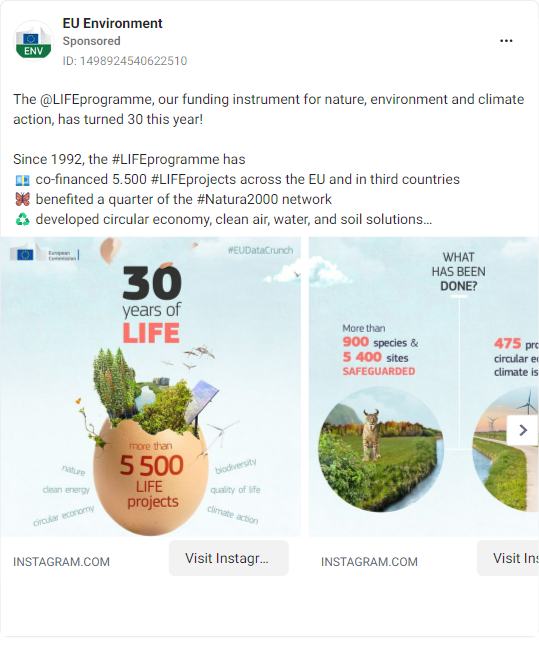 EU Environment
Sponsored
ENV
ID: 1498924540622510
The @LIFEprogramme, our funding instrument for nature, environment and climate
action, has turned 30 this year!
Since 1992, the #LIFEprogramme has
💶 co-financed 5.500 #LIFEprojects across the EU and in third countries
🦋 benefited a quarter of the #Natura2000 network
♻️ developed circular economy, clean air, water, and soil solutions...
European
Commission
#EUDataCrunch
30
years of
LIFE
more than
5 500
LIFE
projects
nature
clean energy
circular economy
biodiversity
quality of life
climate action
WHAT
HAS BEEN
DONE?
More than
900 species &
5 400 sites
SAFEGUARDED
475 pro
circular e
climate is
INSTAGRAM.COM
Visit Instagr...
INSTAGRAM.COM
Visit Ins